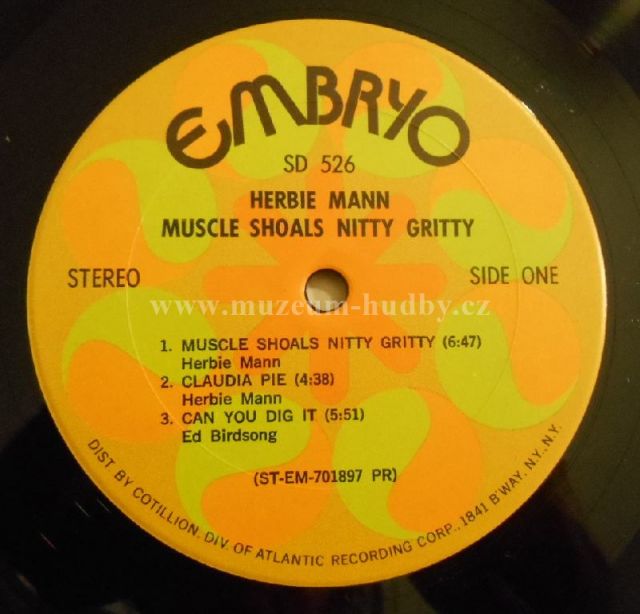 EMBRYO
SD 526
HERBIE MANN
MUSCLE SHOALS NITTY GRITTY
STEREO
SIDE ONE
www.muzeum-hudby.cz
1. MUSCLE SHOALS NITTY GRITTY (6:47)
Herbie Mann
2. CLAUDIA PIE (4:38)
Herbie Mann
3. CAN YOU DIG IT (5:51)
Ed Birdsong
(ST-EM-701897 PR)
DIST BY COTILLION, DIV. OF ATLANTIC RECORDING CORP., 1841 B'WAY, N.Y., N.Y.